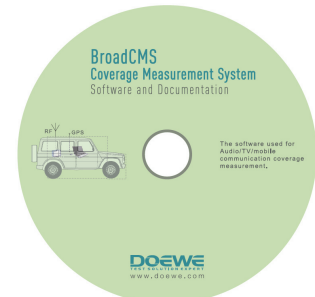 BroadCMS
Coverage Measurement System
Software and Documentation
RF
GPS
The software used for
Audio/TV/mobile
communication coverage
measurement.
DOEWE
TEST SOLUTION EXPERT
www.doewe.com